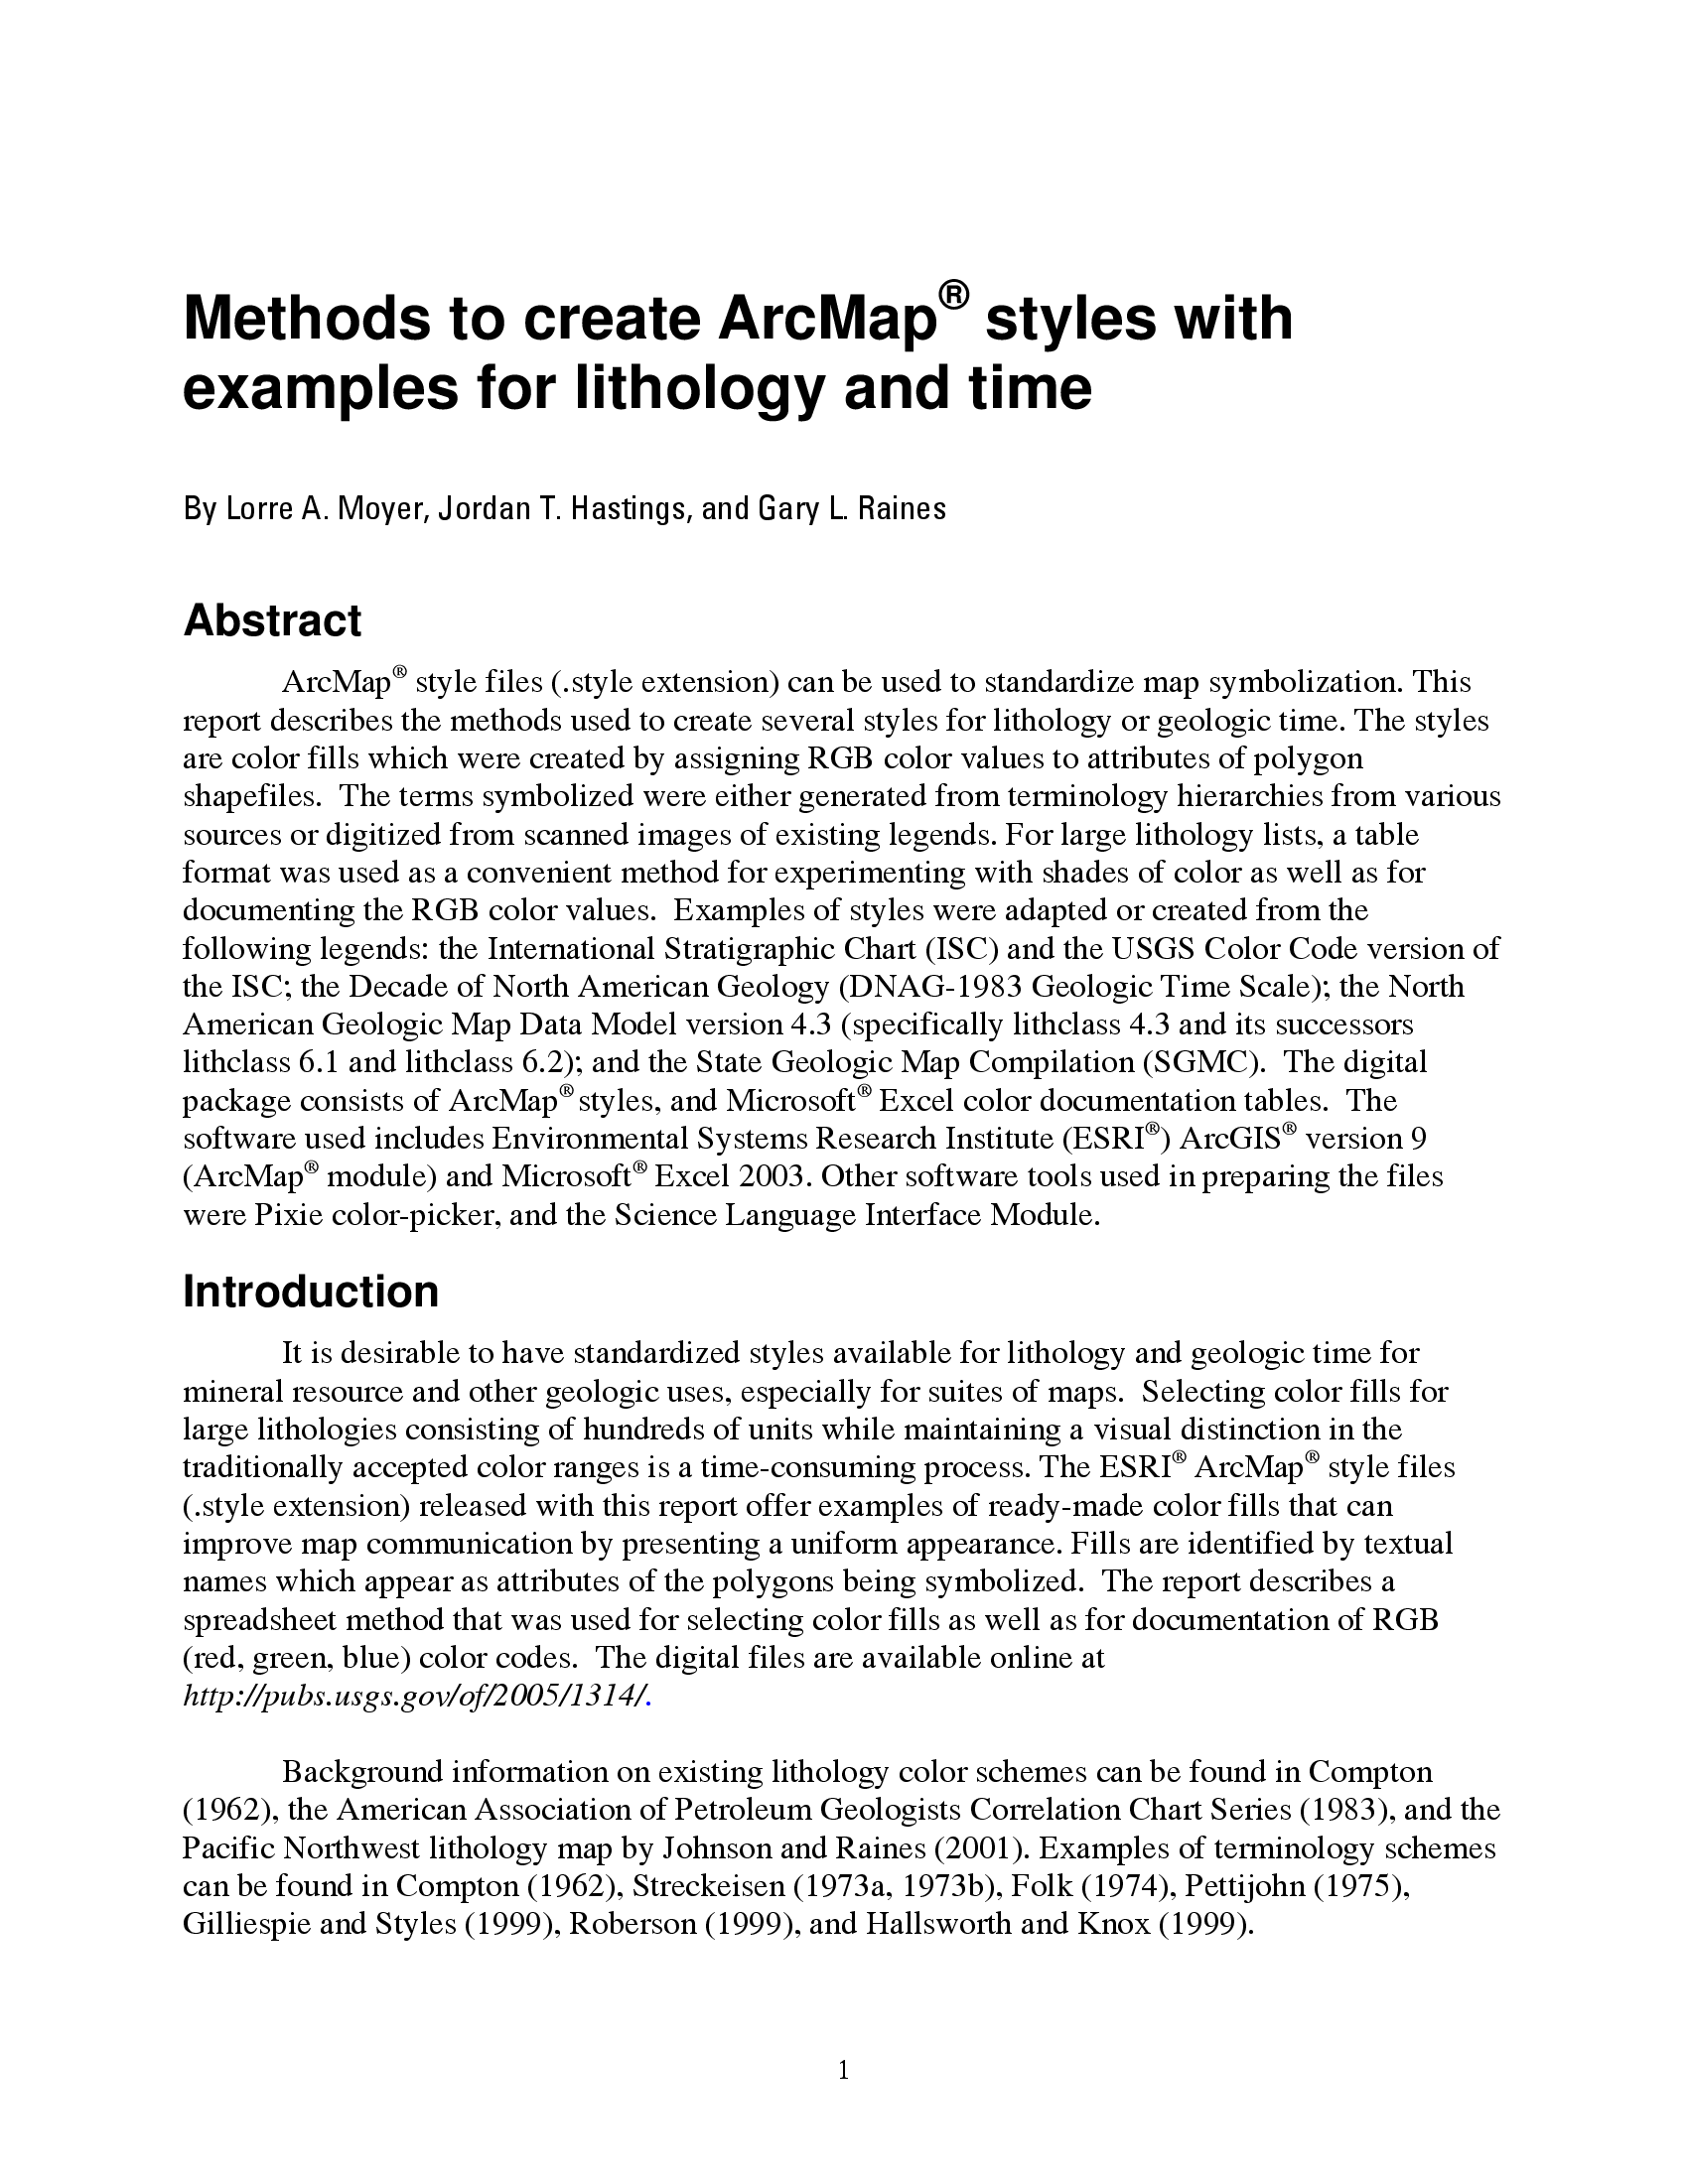 Methods to create ArcMap® styles with
examples for lithology and time
By Lorre A. Moyer, Jordan T. Hastings, and Gary L. Raines
Abstract
ArcMap® style files (.style extension) can be used to standardize map symbolization. This
report describes the methods used to create several styles for lithology or geologic time. The styles
are color fills which were created by assigning RGB color values to attributes of polygon
shapefiles.  The terms symbolized were either generated from terminology hierarchies from various
sources or digitized from scanned images of existing legends. For large lithology lists, a table
format was used as a convenient method for experimenting with shades of color as well as for
documenting the RGB color values.  Examples of styles were adapted or created from the
following legends: the International Stratigraphic Chart (ISC) and the USGS Color Code version of
the ISC; the Decade of North American Geology (DNAG-1983 Geologic Time Scale); the North
American Geologic Map Data Model version 4.3 (specifically lithclass 4.3 and its successors
lithclass 6.1 and lithclass 6.2); and the State Geologic Map Compilation (SGMC).  The digital
package consists of ArcMap® styles, and Microsoft® Excel color documentation tables.  The
software used includes Environmental Systems Research Institute (ESRI®) ArcGIS® version 9
(ArcMap® module) and Microsoft® Excel 2003. Other software tools used in preparing the files
were Pixie color-picker, and the Science Language Interface Module.
Introduction
It is desirable to have standardized styles available for lithology and geologic time for
mineral resource and other geologic uses, especially for suites of maps.  Selecting color fills for
large lithologies consisting of hundreds of units while maintaining a visual distinction in the
traditionally accepted color ranges is a time-consuming process. The ESRI® ArcMap® style files
(.style extension) released with this report offer examples of ready-made color fills that can
improve map communication by presenting a uniform appearance. Fills are identified by textual
names which appear as attributes of the polygons being symbolized.  The report describes a
spreadsheet method that was used for selecting color fills as well as for documentation of RGB
(red, green, blue) color codes.  The digital files are available online at
http://pubs.usgs.gov/of/2005/1314/.
Background information on existing lithology color schemes can be found in Compton
(1962), the American Association of Petroleum Geologists Correlation Chart Series (1983), and the
Pacific Northwest lithology map by Johnson and Raines (2001). Examples of terminology schemes
can be found in Compton (1962), Streckeisen (1973a, 1973b), Folk (1974), Pettijohn (1975),
Gilliespie and Styles (1999), Roberson (1999), and Hallsworth and Knox (1999).
1